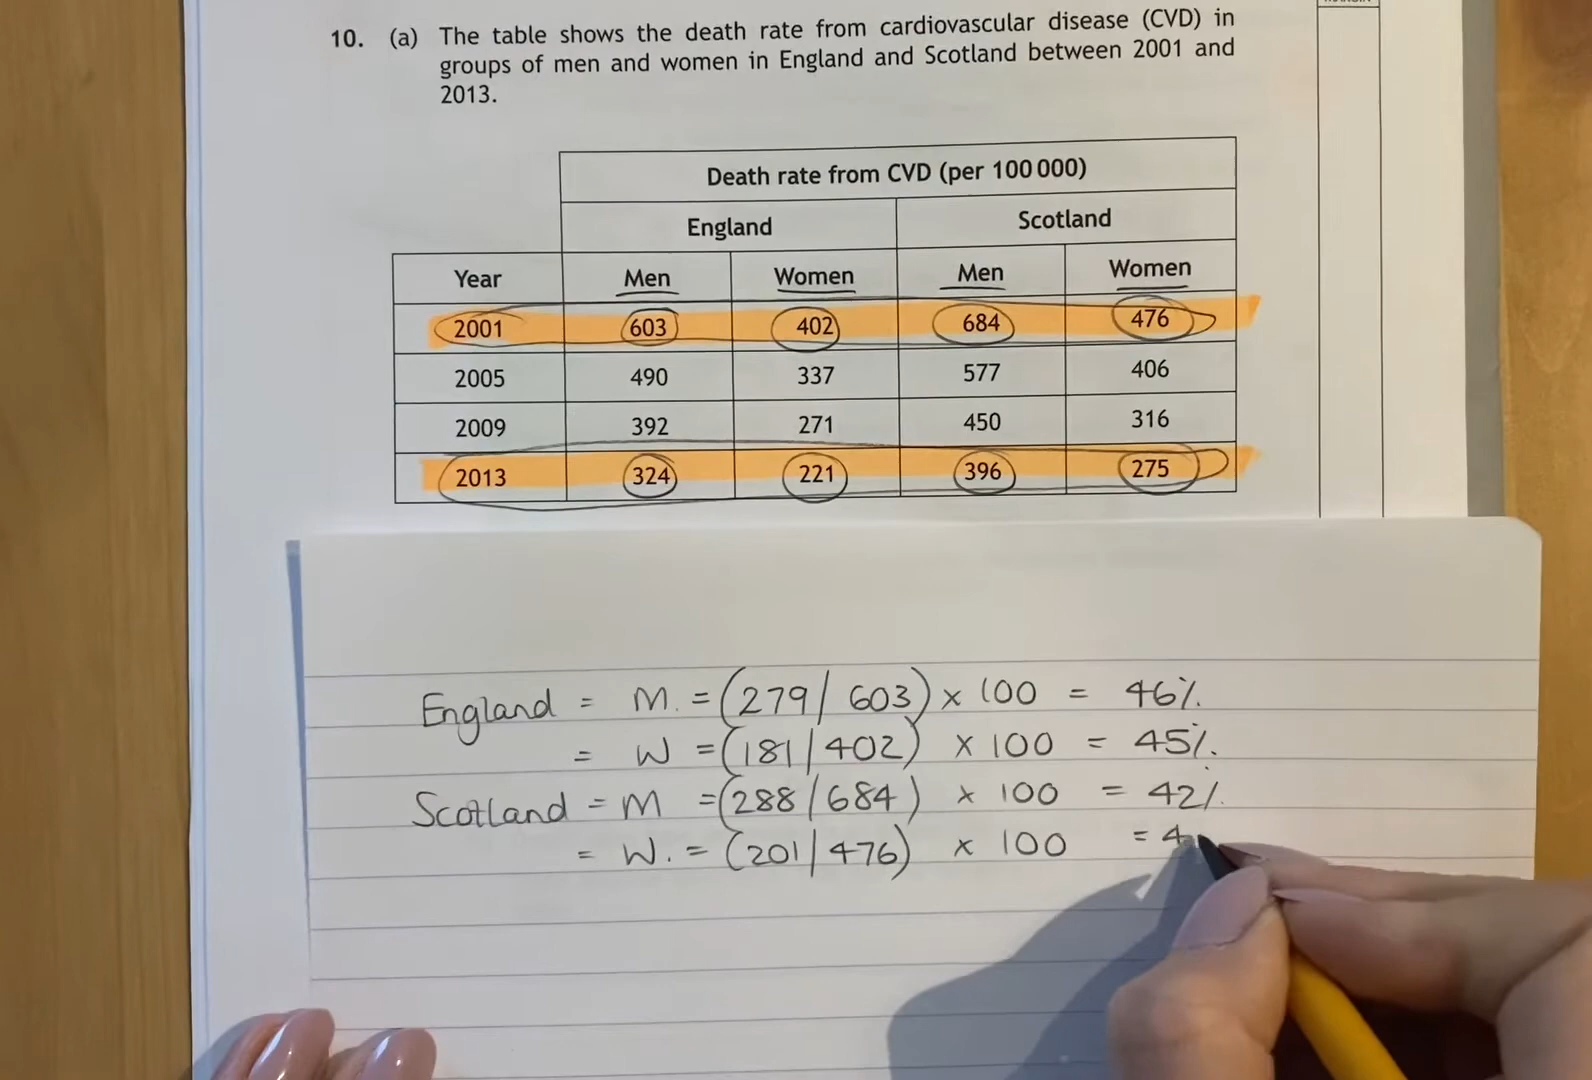 10. (a) The table shows the death rate from cardiovascular disease (CVD) in
groups of men and women in England and Scotland between 2001 and
2013.
Death rate from CVD (per 100 000)
England Scotland
Year Men Women Men Women
2001 603 402 684 476
2005 490 337 577 406
2009 392 271 450 316
2013 324 221 396 275
England = M. = (279/ 603) x 100 = 46%.
= W = (181/402) x 100 = 45%.
Scotland = M = (288/684) x 100 = 42%.
= W. = (201/476) x 100 = 4